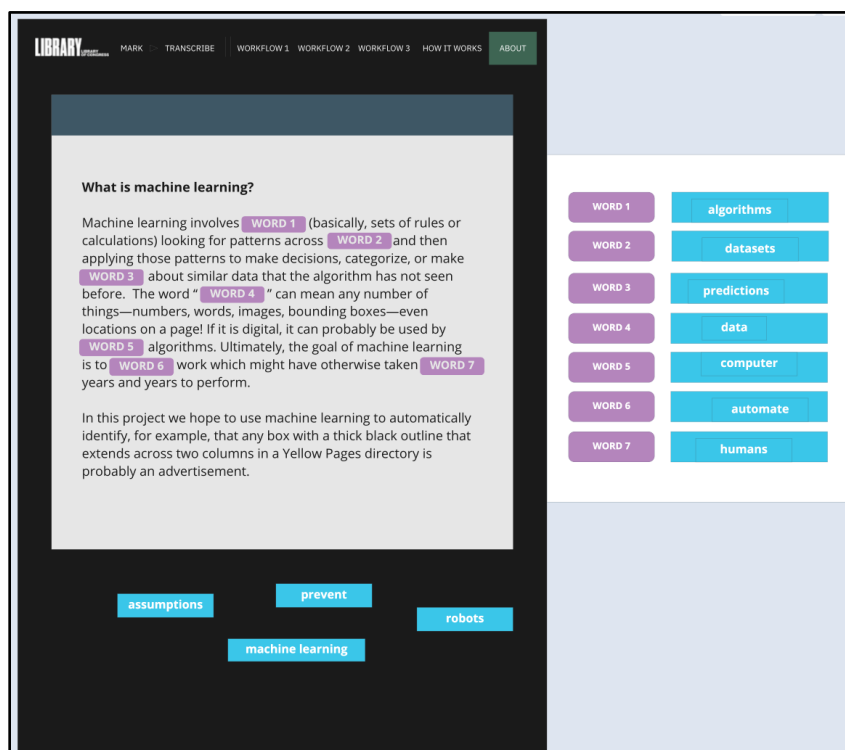 LIBRARY LIBRARY OF CONGRESS MARK TRANSCRIBE WORKFLOW 1 WORKFLOW 2 WORKFLOW 3 HOW IT WORKS ABOUT
What is machine learning?
Machine learning involves WORD 1 (basically, sets of rules or
calculations) looking for patterns across WORD 2 and then
applying those patterns to make decisions, categorize, or make
WORD 3 about similar data that the algorithm has not seen
before. The word “ WORD 4 ” can mean any number of
things—numbers, words, images, bounding boxes—even
locations on a page! If it is digital, it can probably be used by
WORD 5 algorithms. Ultimately, the goal of machine learning
is to WORD 6 work which might have otherwise taken WORD 7
years and years to perform.
In this project we hope to use machine learning to automatically
identify, for example, that any box with a thick black outline that
extends across two columns in a Yellow Pages directory is
probably an advertisement.
assumptions
prevent
robots
machine learning
WORD 1 algorithms
WORD 2 datasets
WORD 3 predictions
WORD 4 data
WORD 5 computer
WORD 6 automate
WORD 7 humans